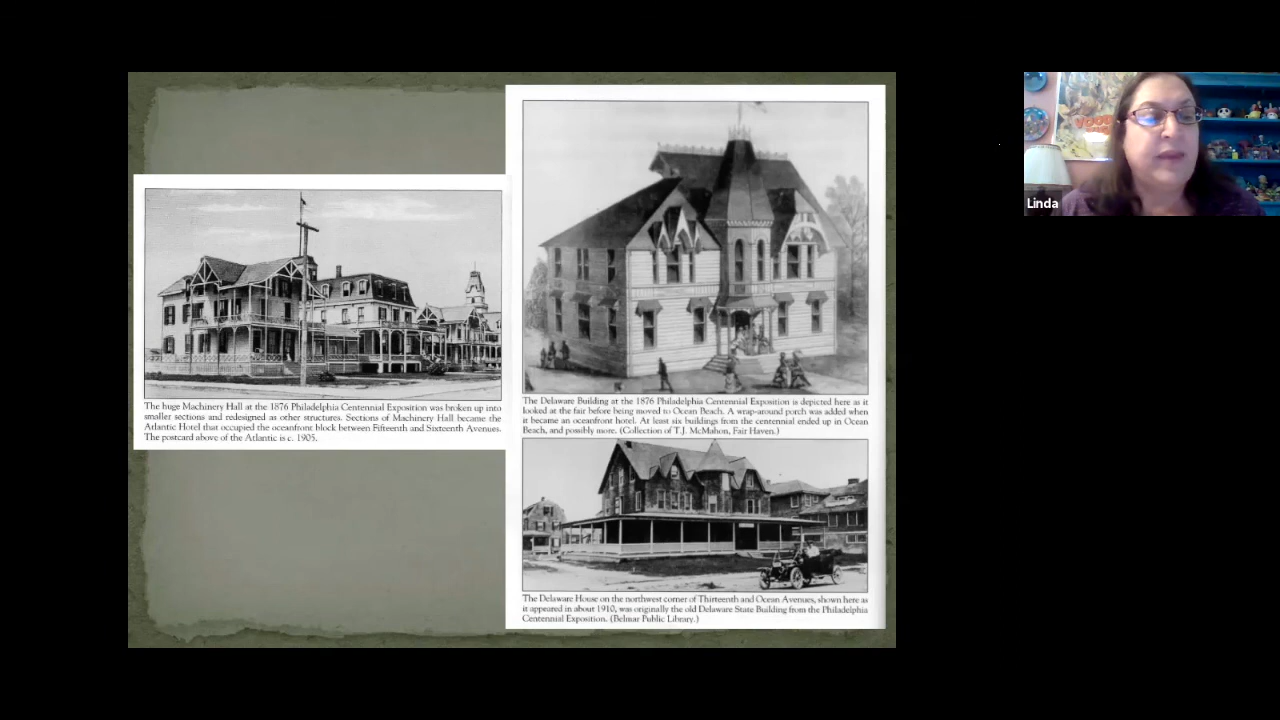 The huge Machinery Hall at the 1876 Philadelphia Centennial Exposition was broken up into
smaller sections and redesigned as other structures. Sections of Machinery Hall became the
Atlantic Hotel that occupied the oceanfront block between Fifteenth and Sixteenth Avenues.
The postcard above of the Atlantic is c. 1905.
The Delaware Building at the 1876 Philadelphia Centennial Exposition is depicted here as it
looked at the fair before being moved to Ocean Beach. A wrap-around porch was added when
it became an oceanfront hotel. At least six buildings from the centennial ended up in Ocean
Beach, and possibly more. (Collection of T.J. McMahon, Fair Haven.)
The Delaware House on the northwest corner of Thirteenth and Ocean Avenues, shown here as
it appeared in about 1910, was originally the old Delaware State Building from the Philadelphia
Centennial Exposition. (Belmar Public Library.)
Linda